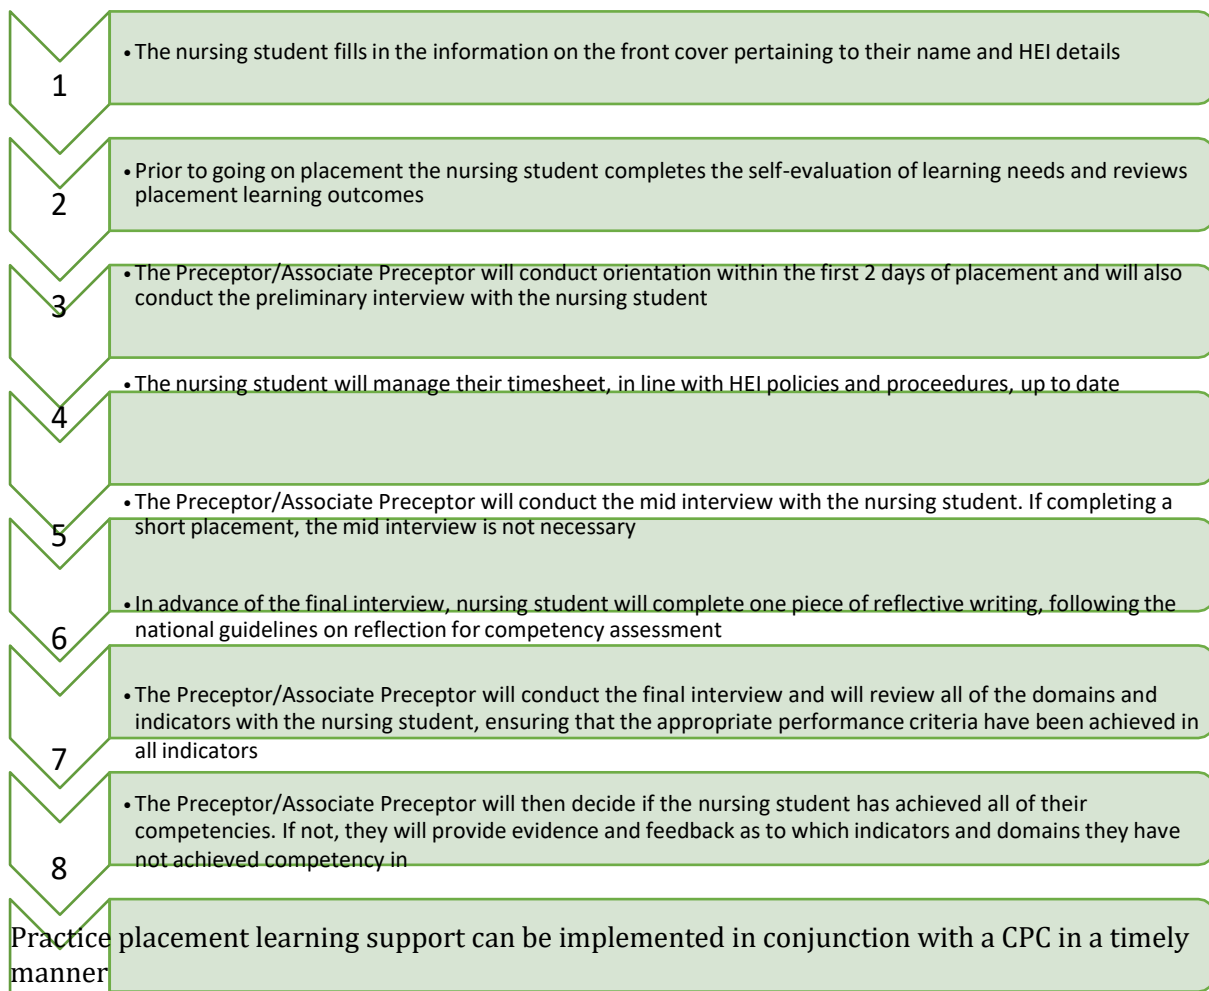 1
• The nursing student fills in the information on the front cover pertaining to their name and HEI details
2
• Prior to going on placement the nursing student completes the self-evaluation of learning needs and reviews
placement learning outcomes
3
• The Preceptor/Associate Preceptor will conduct orientation within the first 2 days of placement and will also
conduct the preliminary interview with the nursing student
4
• The nursing student will manage their timesheet, in line with HEI policies and proceedures, up to date
5
• The Preceptor/Associate Preceptor will conduct the mid interview with the nursing student. If completing a
short placement, the mid interview is not necessary
6
• In advance of the final interview, nursing student will complete one piece of reflective writing, following the
national guidelines on reflection for competency assessment
7
• The Preceptor/Associate Preceptor will conduct the final interview and will review all of the domains and
indicators with the nursing student, ensuring that the appropriate performance criteria have been achieved in
all indicators
8
• The Preceptor/Associate Preceptor will then decide if the nursing student has achieved all of their
competencies. If not, they will provide evidence and feedback as to which indicators and domains they have
not achieved competency in
Practice placement learning support can be implemented in conjunction with a CPC in a timely
manner